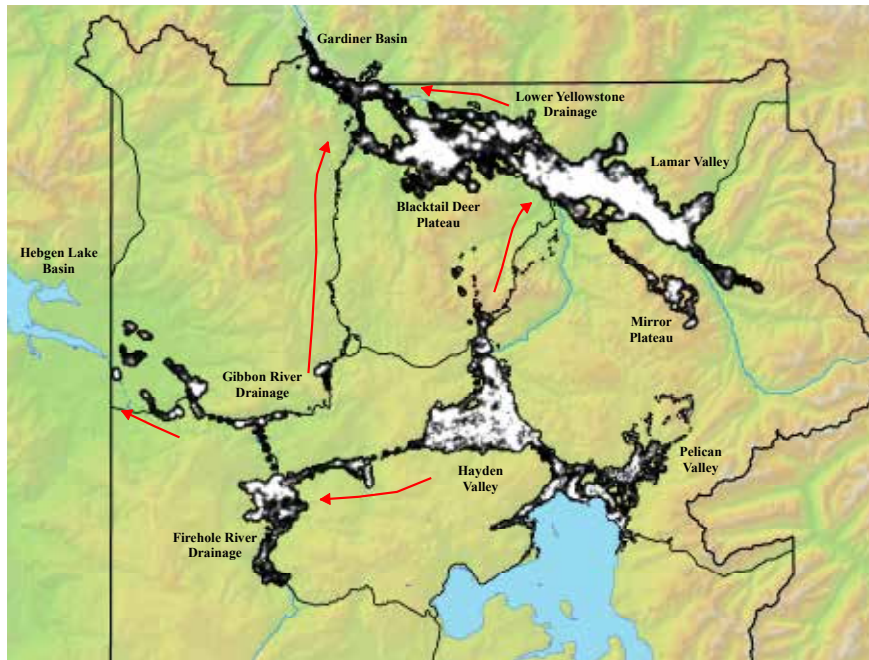 Gardiner Basin
Lower Yellowstone
Drainage
Lamar Valley
Blacktail Deer
Plateau
Hebgen Lake
Basin
Mirror
Plateau
Gibbon River
Drainage
Pelican
Valley
Hayden
Valley
Firehole River
Drainage